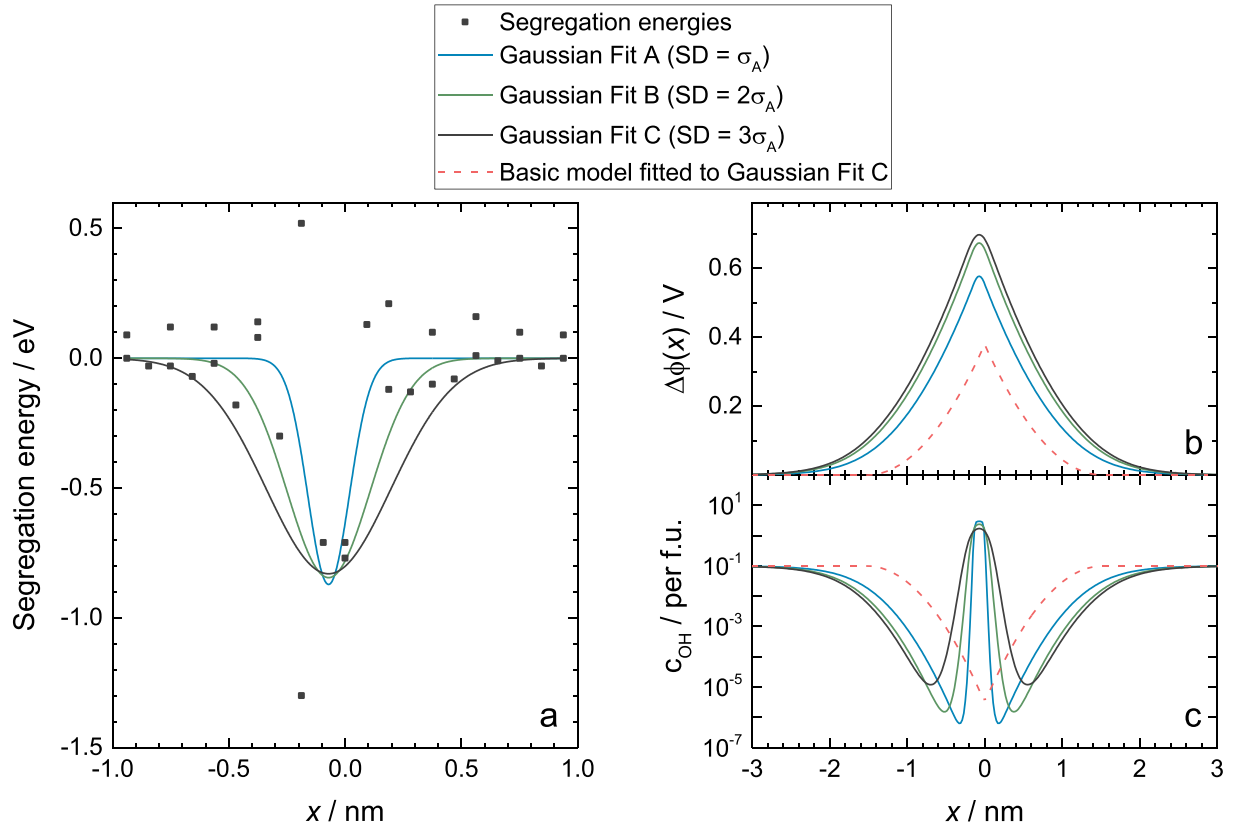 Segregation energies
Gaussian Fit A (SD = σA)
Gaussian Fit B (SD = 2σA)
Gaussian Fit C (SD = 3σA)
Basic model fitted to Gaussian Fit C
0.5
0.0
-0.5
-1.0
-1.5
Segregation energy / eV
a
-1.0
-0.5
0.0
0.5
1.0
x / nm
0.6
0.4
0.2
Δϕ(x) / V
b
10^1
10^-1
10^-3
10^-5
10^-7
cOH / per f.u.
c
-3
-2
-1
0
1
2
3
x / nm